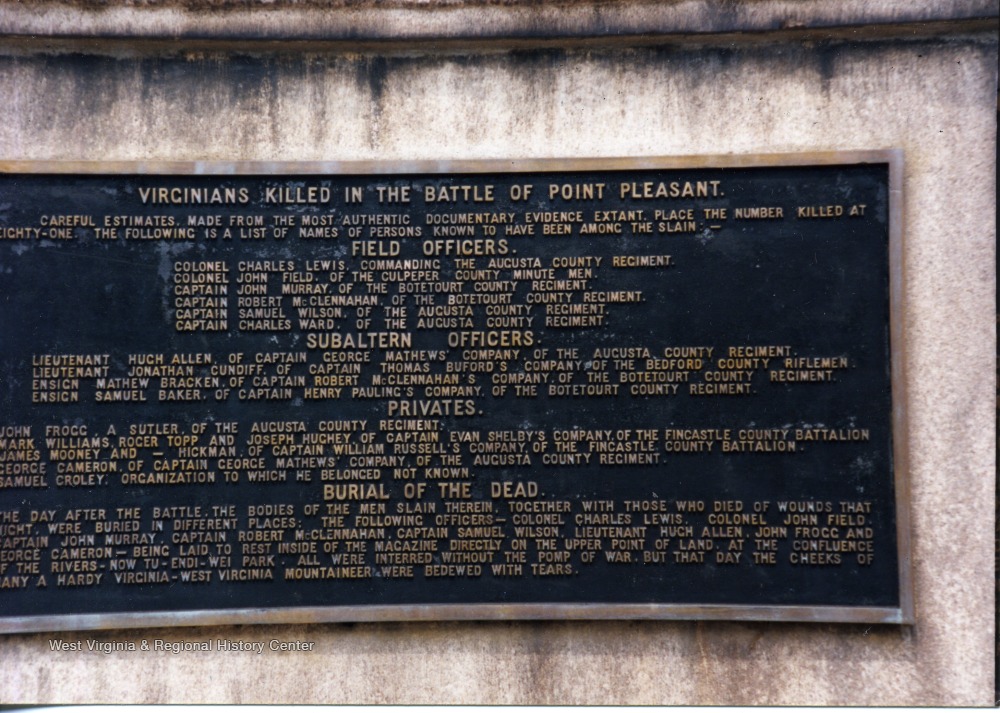 VIRGINIANS KILLED IN THE BATTLE OF POINT PLEASANT.
CAREFUL ESTIMATES, MADE FROM THE MOST AUTHENTIC DOCUMENTARY EVIDENCE EXTANT, PLACE THE NUMBER KILLED AT
EIGHTY-ONE. THE FOLLOWING IS A LIST OF NAMES OF PERSONS KNOWN TO HAVE BEEN AMONG THE SLAIN:—
FIELD OFFICERS.
COLONEL CHARLES LEWIS, COMMANDING THE AUGUSTA COUNTY REGIMENT.
COLONEL JOHN FIELD, OF THE CULPEPER COUNTY MINUTE MEN.
CAPTAIN JOHN MURRAY, OF THE BOTETOURT COUNTY REGIMENT.
CAPTAIN ROBERT McCLENNAHAN, OF THE BOTETOURT COUNTY REGIMENT.
CAPTAIN SAMUEL WILSON, OF THE AUGUSTA COUNTY REGIMENT.
CAPTAIN CHARLES WARD, OF THE AUGUSTA COUNTY REGIMENT.
SUBALTERN OFFICERS.
LIEUTENANT HUGH ALLEN, OF CAPTAIN GEORGE MATHEWS' COMPANY, OF THE AUGUSTA COUNTY REGIMENT.
LIEUTENANT JONATHAN CUNDIFF, OF CAPTAIN THOMAS BUFORD'S COMPANY, OF THE BEDFORD COUNTY RIFLEMEN.
ENSIGN MATHEW BRACKEN, OF CAPTAIN ROBERT McCLENNAHAN'S COMPANY, OF THE BOTETOURT COUNTY REGIMENT.
ENSIGN SAMUEL BAKER, OF CAPTAIN HENRY PAULING'S COMPANY, OF THE BOTETOURT COUNTY REGIMENT.
PRIVATES.
JOHN FROGG, A SUTLER, OF THE AUGUSTA COUNTY REGIMENT.
MARK WILLIAMS, ROGER TOPP AND JOSEPH HUGHEY, OF CAPTAIN EVAN SHELBY'S COMPANY, OF THE FINCASTLE COUNTY BATTALION
JAMES MOONEY AND — HICKMAN, OF CAPTAIN WILLIAM RUSSELL'S COMPANY, OF THE FINCASTLE COUNTY BATTALION.
GEORGE CAMERON, OF CAPTAIN GEORGE MATHEWS' COMPANY, OF THE AUGUSTA COUNTY REGIMENT.
SAMUEL CROLEY, ORGANIZATION TO WHICH HE BELONGED NOT KNOWN.
BURIAL OF THE DEAD.
THE DAY AFTER THE BATTLE, THE BODIES OF THE MEN SLAIN THEREIN, TOGETHER WITH THOSE WHO DIED OF WOUNDS THAT
NIGHT, WERE BURIED IN DIFFERENT PLACES; THE FOLLOWING OFFICERS— COLONEL CHARLES LEWIS, COLONEL JOHN FIELD,
CAPTAIN JOHN MURRAY, CAPTAIN ROBERT McCLENNAHAN, CAPTAIN SAMUEL WILSON, LIEUTENANT HUGH ALLEN, JOHN FROGG AND
GEORGE CAMERON— BEING LAID TO REST INSIDE OF THE MAGAZINE DIRECTLY ON THE UPPER POINT OF LAND, AT THE CONFLUENCE
OF THE RIVERS- NOW TU-ENDI-WEI PARK. ALL WERE INTERRED WITHOUT THE POMP OF WAR, BUT THAT DAY THE CHEEKS OF
MANY A HARDY VIRGINIA-WEST VIRGINIA MOUNTAINEER WERE BEDEWED WITH TEARS.
West Virginia & Regional History Center